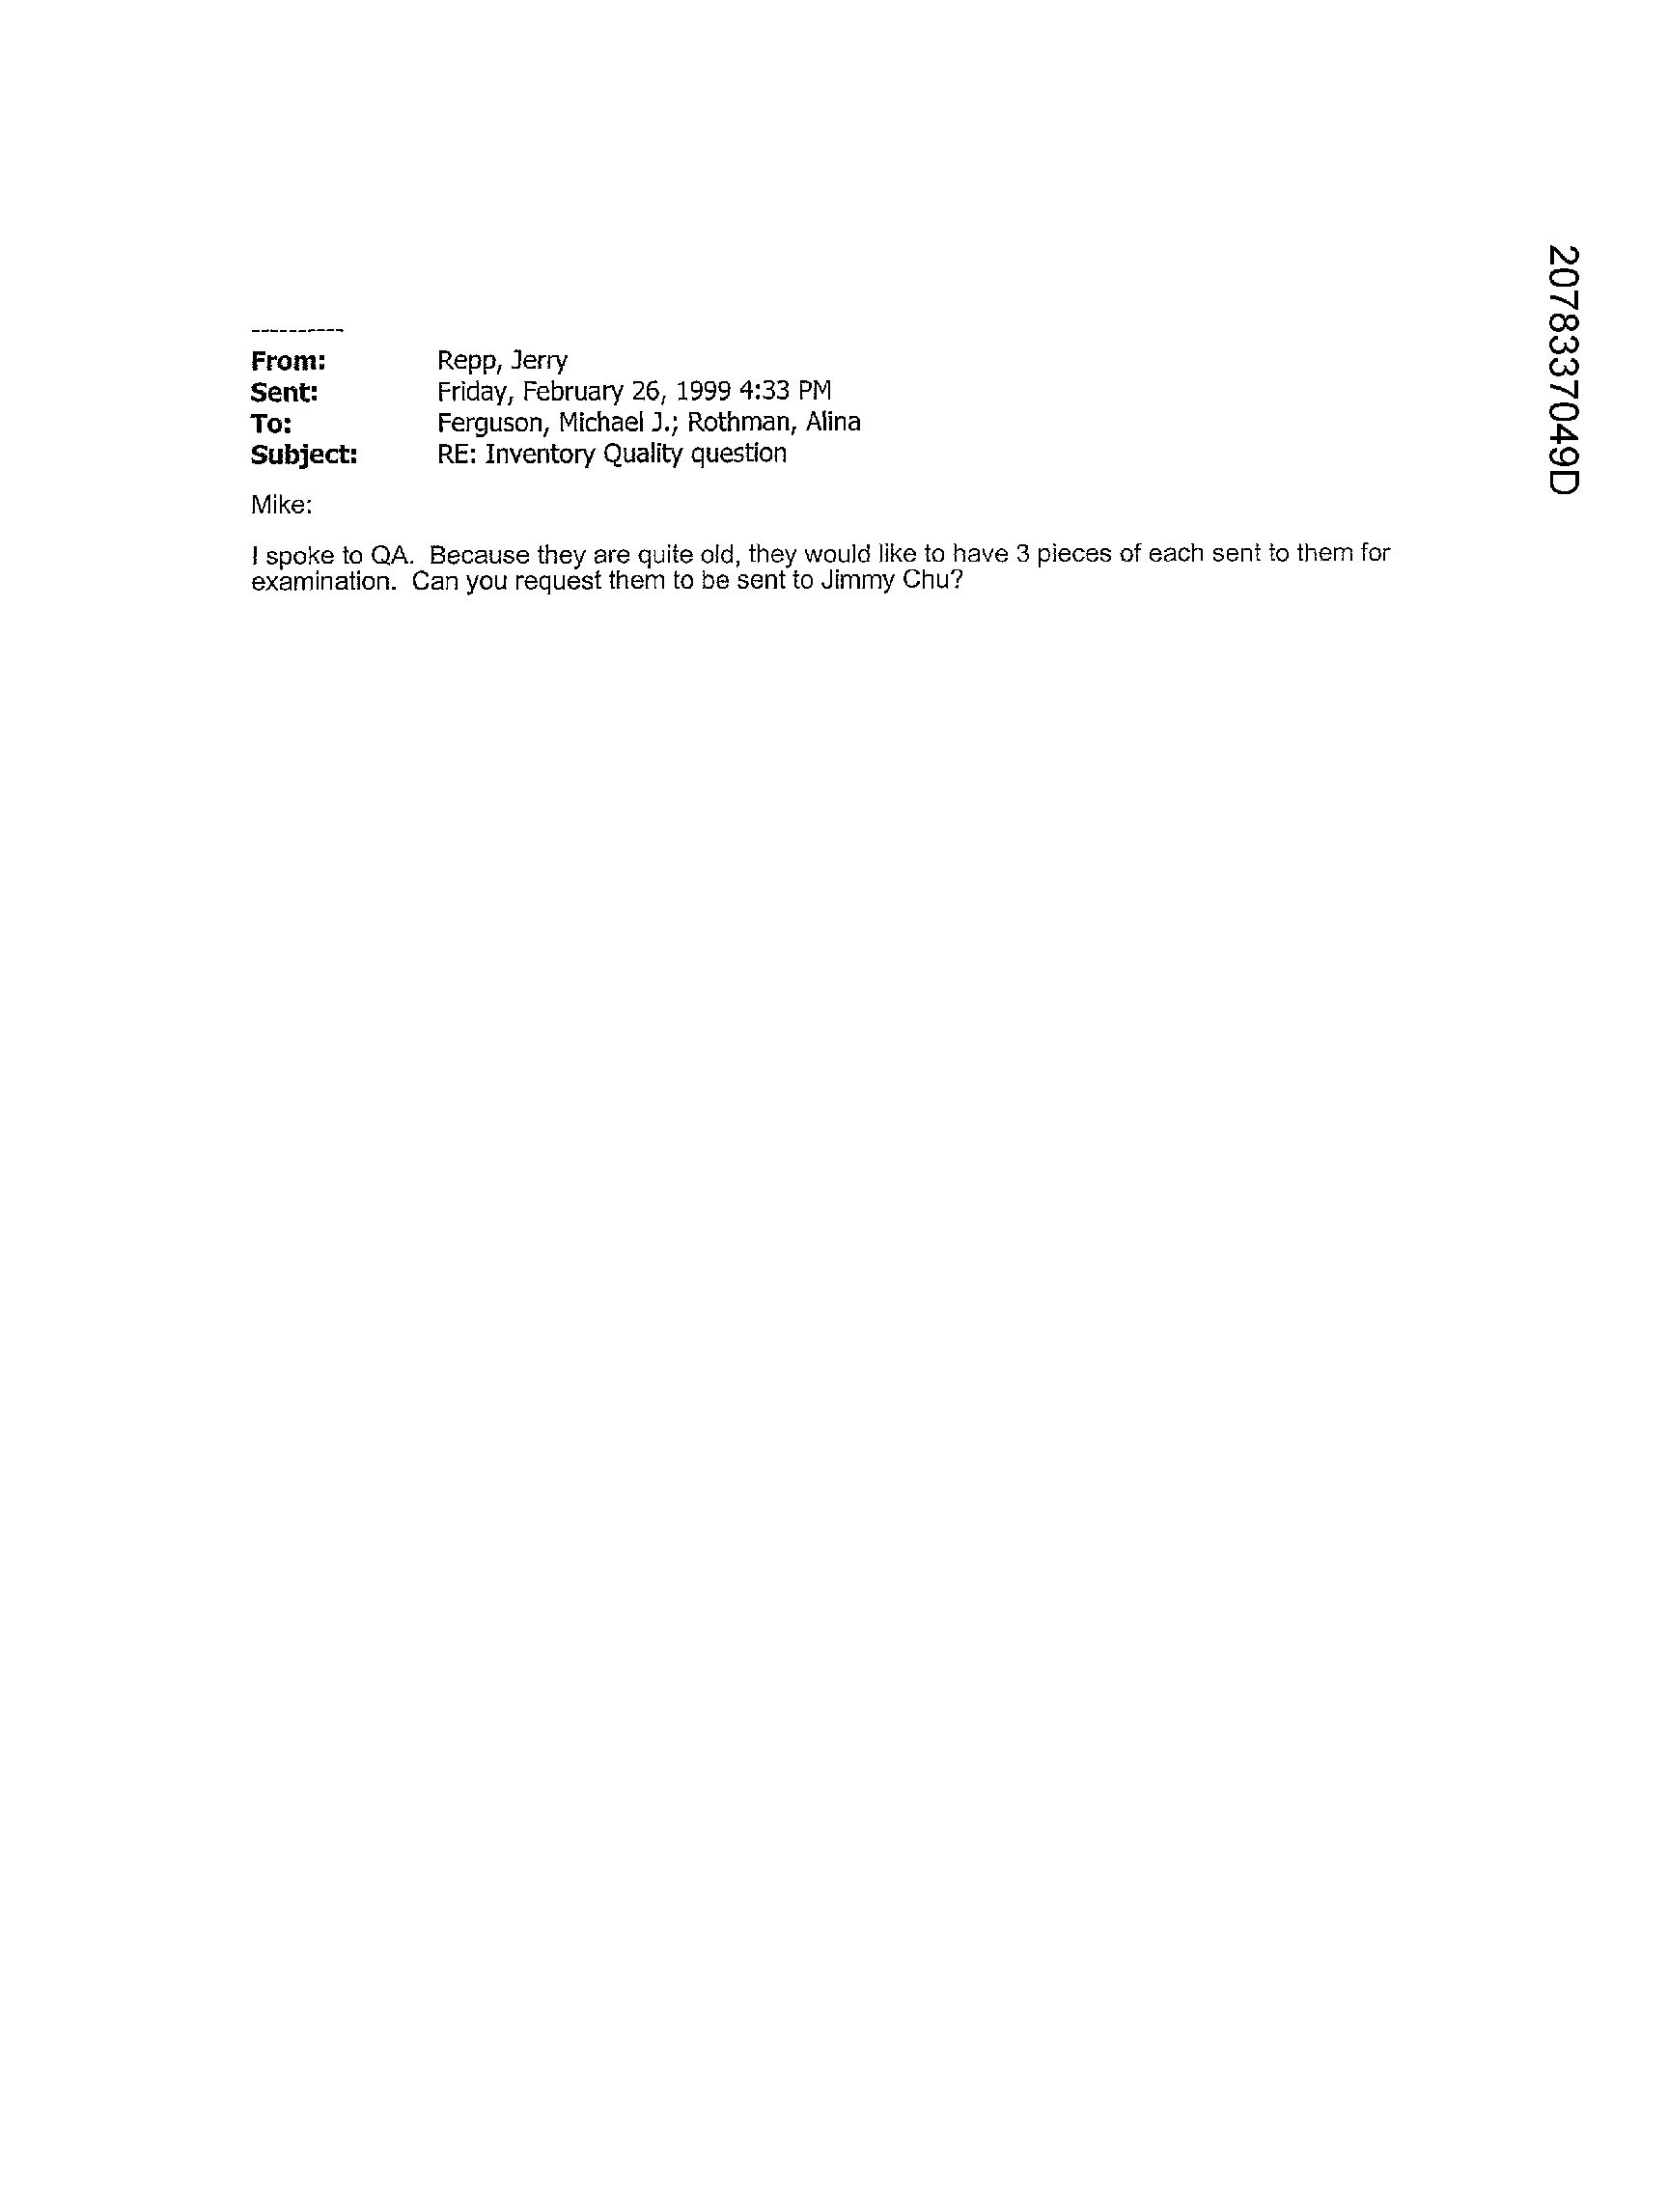 2078337049D
-----------
From: Repp, Jerry
Sent: Friday, February 26, 1999 4:33 PM
To: Ferguson, Michael J.; Rothman, Alina
Subject: RE: Inventory Quality question
Mike:
I spoke to QA.  Because they are quite old, they would like to have 3 pieces of each sent to them for
examination.  Can you request them to be sent to Jimmy Chu?